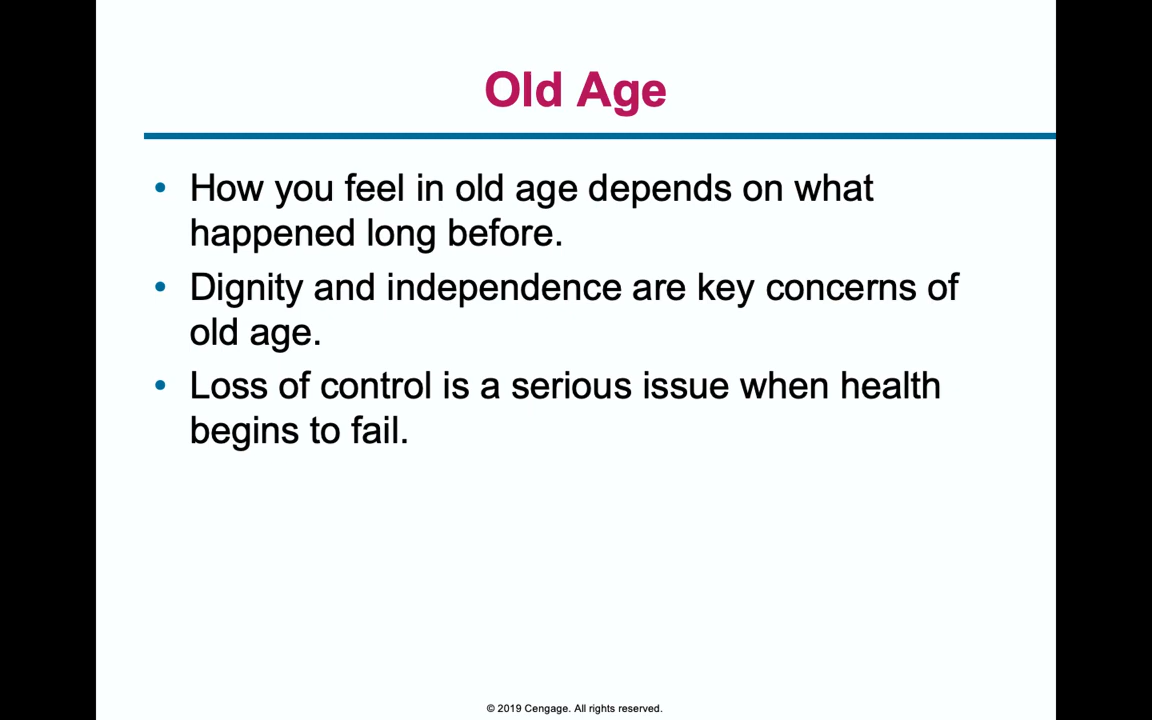 Old Age
• How you feel in old age depends on what
happened long before.
• Dignity and independence are key concerns of
old age.
• Loss of control is a serious issue when health
begins to fail.
© 2019 Cengage. All rights reserved.